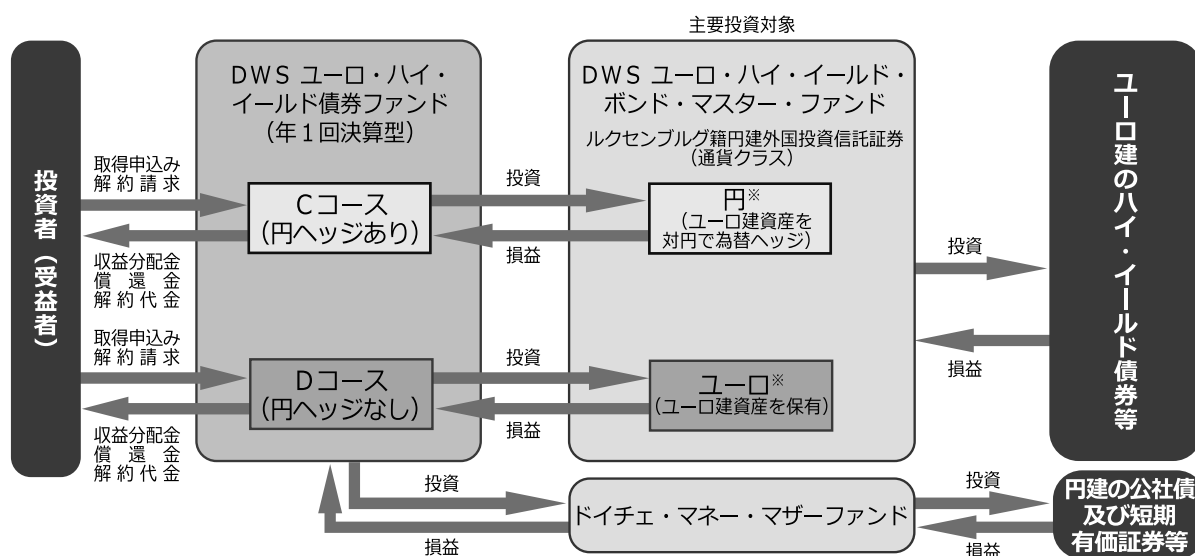 主要投資対象
投資者（受益者）
取得申込み
解約請求
収益分配金
償還金
解約代金
取得申込み
解約請求
収益分配金
償還金
解約代金
ＤＷＳ ユーロ・ハイ・
イールド債券ファンド
（年１回決算型）
Ｃコース
（円ヘッジあり）
Ｄコース
（円ヘッジなし）
投資
損益
投資
損益
ＤＷＳ ユーロ・ハイ・イールド・
ボンド・マスター・ファンド
ルクセンブルグ籍円建外国投資信託証券
（通貨クラス）
円※
（ユーロ建資産を
対円で為替ヘッジ）
ユーロ※
（ユーロ建資産を保有）
投資
損益
ユーロ建のハイ・イールド債券等
投資
損益
ドイチェ・マネー・マザーファンド
投資
損益
円建の公社債
及び短期
有価証券等